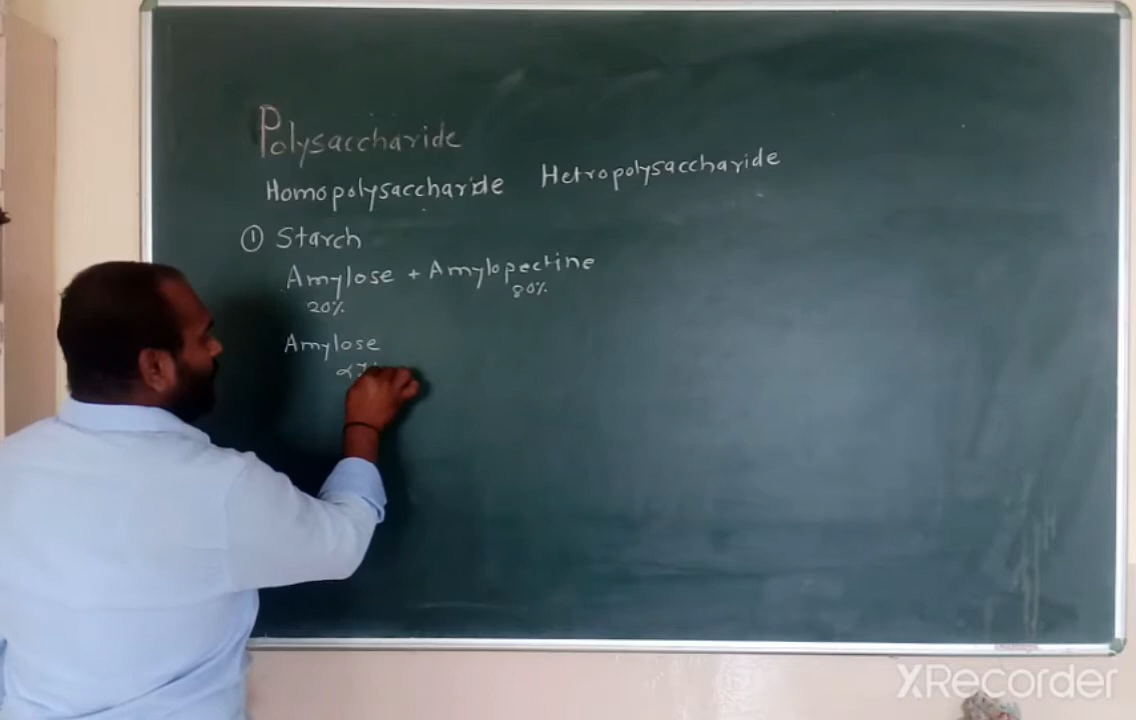 Polysaccharide
Homopolysaccharide Hetropolysaccharide
① Starch
Amylose + Amylopectine
20% 80%
Amylose
XRecorder